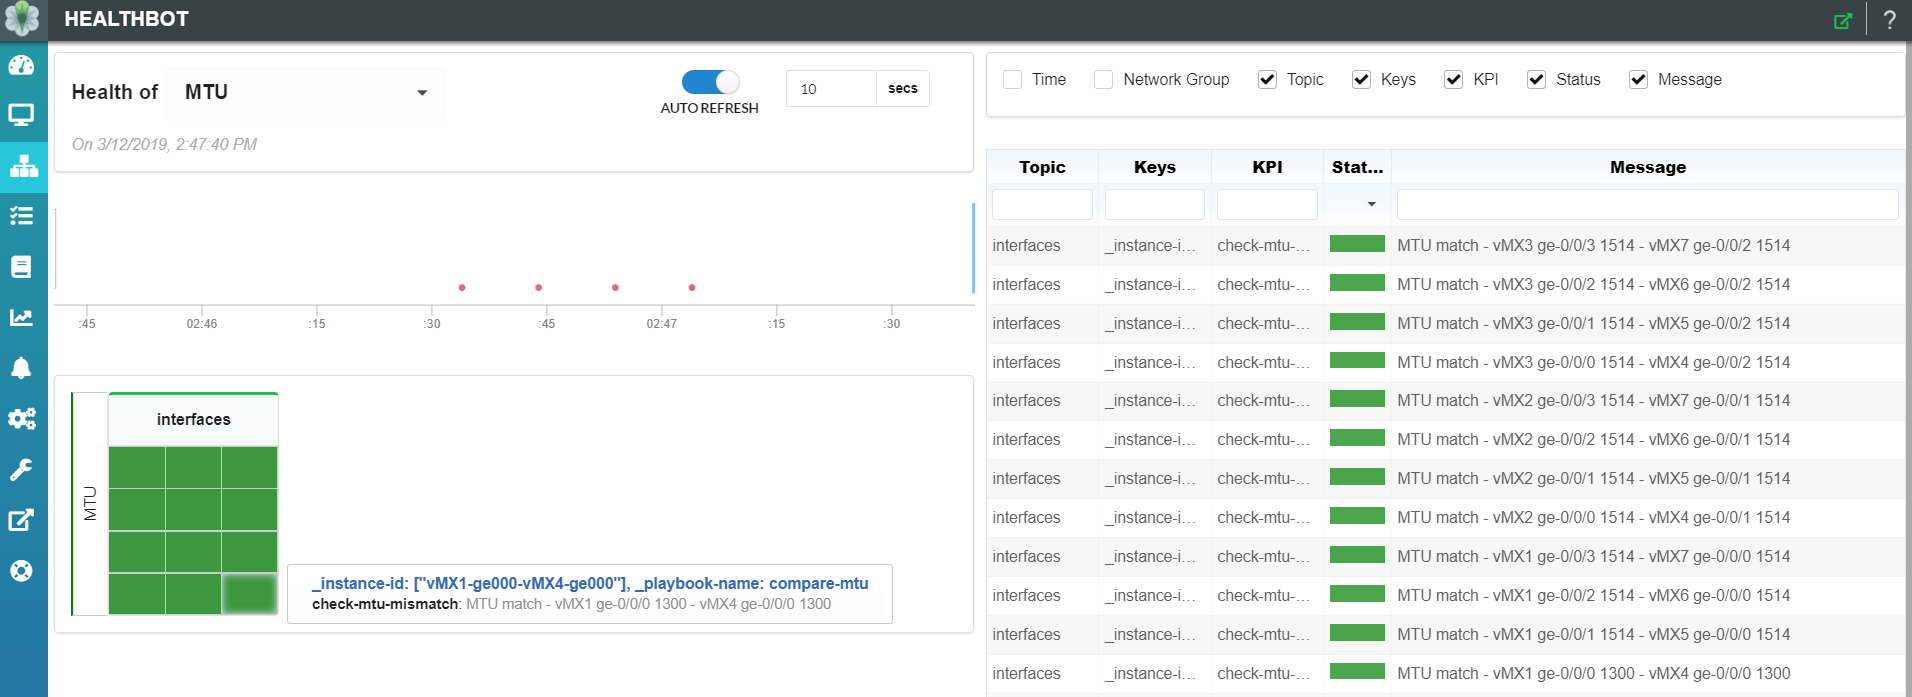 HEALTHBOT
?
Health of MTU
AUTO REFRESH
10 secs
On 3/12/2019, 2:47:40 PM
:45 02:46 :15 :30 :45 02:47 :15 :30
MTU
interfaces
_instance-id: ["vMX1-ge000-vMX4-ge000"], _playbook-name: compare-mtu
check-mtu-mismatch: MTU match - vMX1 ge-0/0/0 1300 - vMX4 ge-0/0/0 1300
Time Network Group Topic Keys KPI Status Message
Topic Keys KPI Stat... Message
interfaces _instance-i... check-mtu-... MTU match - vMX3 ge-0/0/3 1514 - vMX7 ge-0/0/2 1514
interfaces _instance-i... check-mtu-... MTU match - vMX3 ge-0/0/2 1514 - vMX6 ge-0/0/2 1514
interfaces _instance-i... check-mtu-... MTU match - vMX3 ge-0/0/1 1514 - vMX5 ge-0/0/2 1514
interfaces _instance-i... check-mtu-... MTU match - vMX3 ge-0/0/0 1514 - vMX4 ge-0/0/2 1514
interfaces _instance-i... check-mtu-... MTU match - vMX2 ge-0/0/3 1514 - vMX7 ge-0/0/1 1514
interfaces _instance-i... check-mtu-... MTU match - vMX2 ge-0/0/2 1514 - vMX6 ge-0/0/1 1514
interfaces _instance-i... check-mtu-... MTU match - vMX2 ge-0/0/1 1514 - vMX5 ge-0/0/1 1514
interfaces _instance-i... check-mtu-... MTU match - vMX2 ge-0/0/0 1514 - vMX4 ge-0/0/1 1514
interfaces _instance-i... check-mtu-... MTU match - vMX1 ge-0/0/3 1514 - vMX7 ge-0/0/0 1514
interfaces _instance-i... check-mtu-... MTU match - vMX1 ge-0/0/2 1514 - vMX6 ge-0/0/0 1514
interfaces _instance-i... check-mtu-... MTU match - vMX1 ge-0/0/1 1514 - vMX5 ge-0/0/0 1514
interfaces _instance-i... check-mtu-... MTU match - vMX1 ge-0/0/0 1300 - vMX4 ge-0/0/0 1300